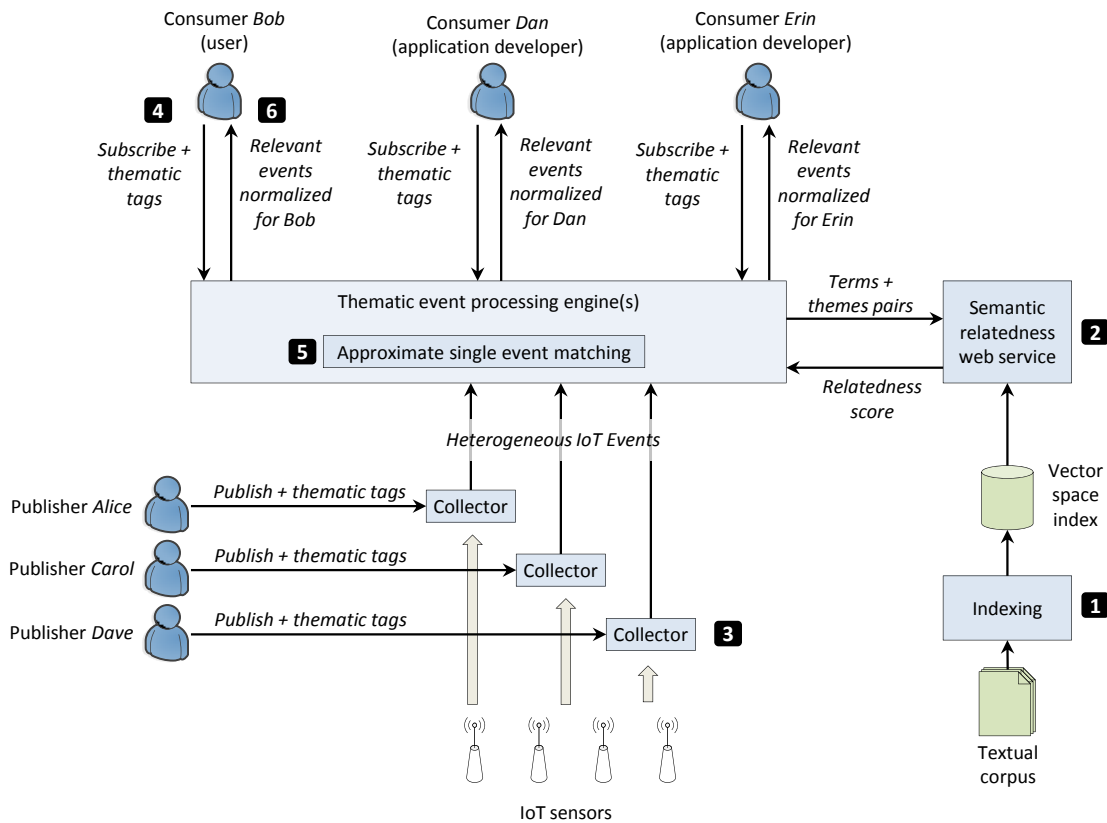 Consumer Bob
(user)
Consumer Dan
(application developer)
Consumer Erin
(application developer)
4
6
Subscribe +
thematic
tags
Relevant
events
normalized
for Bob
Subscribe +
thematic
tags
Relevant
events
normalized
for Dan
Subscribe +
thematic
tags
Relevant
events
normalized
for Erin
Thematic event processing engine(s)
5
Approximate single event matching
Terms +
themes pairs
Relatedness
score
Semantic
relatedness
web service
2
Heterogeneous IoT Events
Publisher Alice
Publish + thematic tags
Collector
Publisher Carol
Publish + thematic tags
Collector
Publisher Dave
Publish + thematic tags
Collector
3
Vector
space
index
Indexing
1
Textual
corpus
IoT sensors